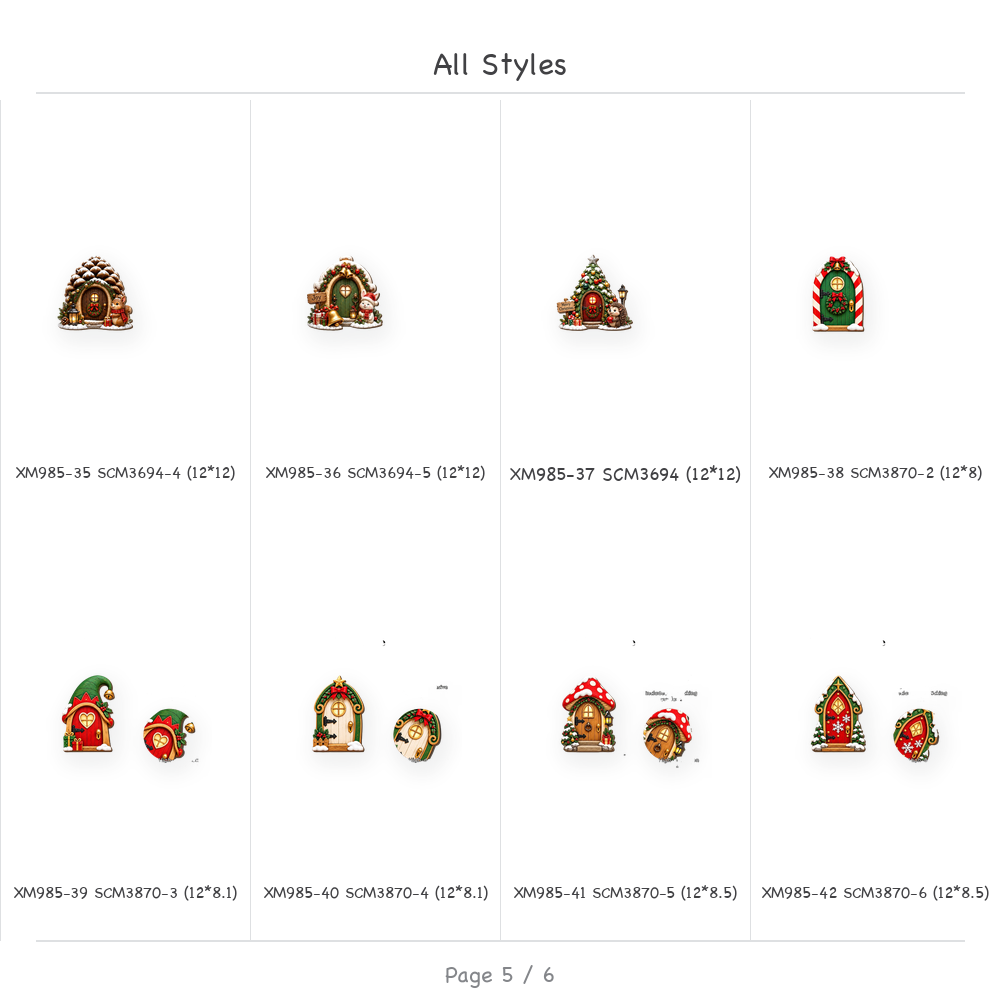 All Styles
XM985-35 SCM3694-4 (12*12)
XM985-36 SCM3694-5 (12*12)
XM985-37 SCM3694 (12*12)
XM985-38 SCM3870-2 (12*8)
XM985-39 SCM3870-3 (12*8.1)
XM985-40 SCM3870-4 (12*8.1)
XM985-41 SCM3870-5 (12*8.5)
XM985-42 SCM3870-6 (12*8.5)
Page 5 / 6